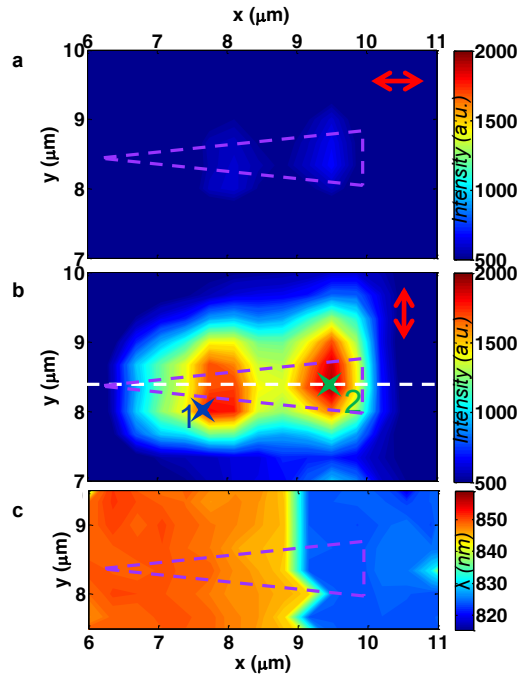 x (μm)
6 7 8 9 10 11
a
10
9
8
7
y (μm)
2000
1500
1000
500
Intensity (a.u.)
b
10
9
8
7
y (μm)
1
2
2000
1500
1000
500
Intensity (a.u.)
c
9
8
y (μm)
850
840
830
820
λ (nm)
6 7 8 9 10 11
x (μm)